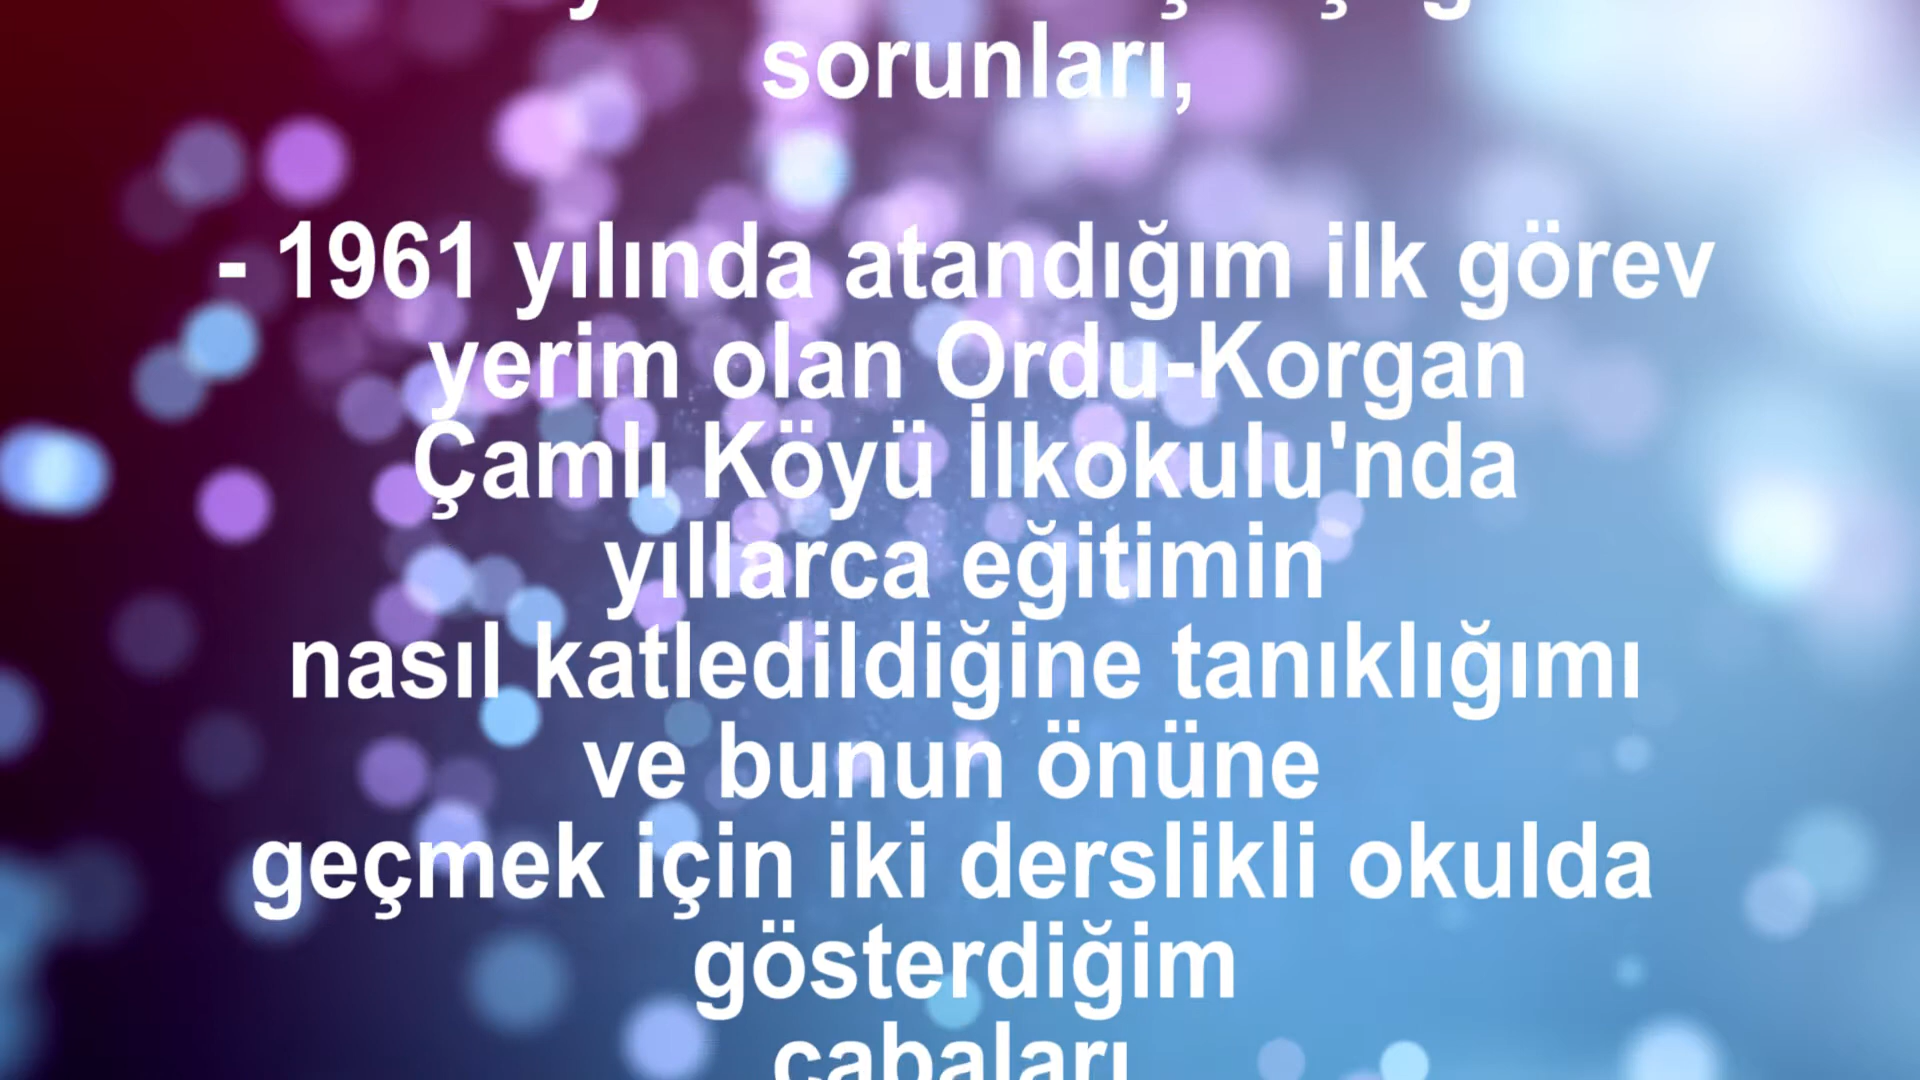 sorunları,
- 1961 yılında atandığım ilk görev
yerim olan Ordu-Korgan
Çamlı Köyü İlkokulu'nda
yıllarca eğitimin
nasıl katledildiğine tanıklığımı
ve bunun önüne
geçmek için iki derslikli okulda
gösterdiğim
çabaları